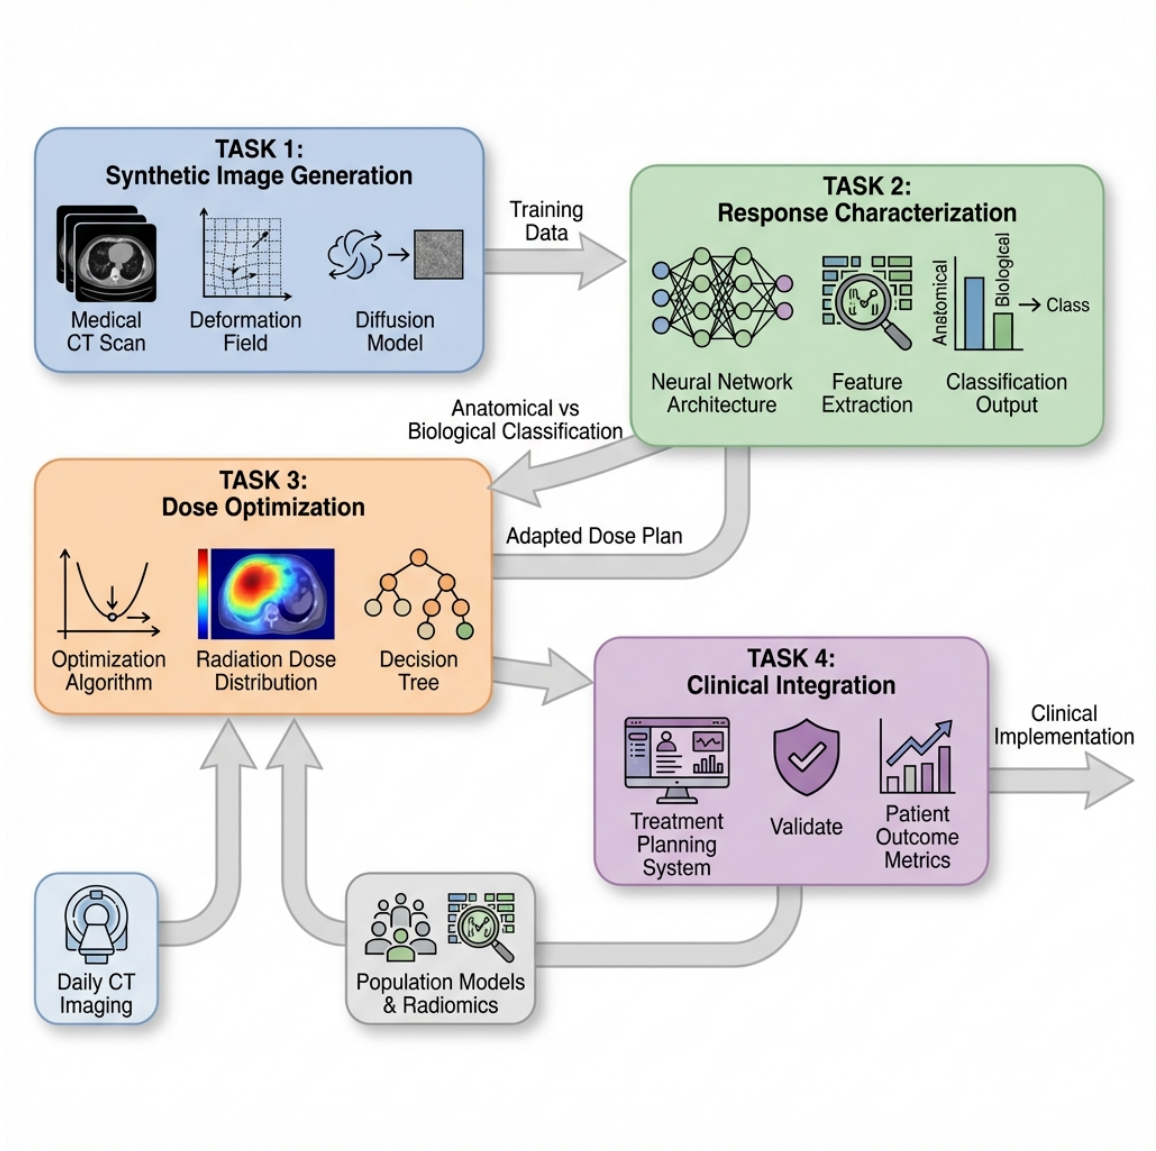 TASK 1:
Synthetic Image Generation
Medical
CT Scan
Deformation
Field
Diffusion
Model
Training
Data
TASK 2:
Response Characterization
Neural Network
Architecture
Feature
Extraction
Anatomical
Biological
Class
Classification
Output
Anatomical vs
Biological Classification
TASK 3:
Dose Optimization
Optimization
Algorithm
Radiation Dose
Distribution
Decision
Tree
Adapted Dose Plan
TASK 4:
Clinical Integration
Treatment
Planning
System
Validate
Patient
Outcome
Metrics
Clinical
Implementation
Daily CT
Imaging
Population Models
& Radiomics